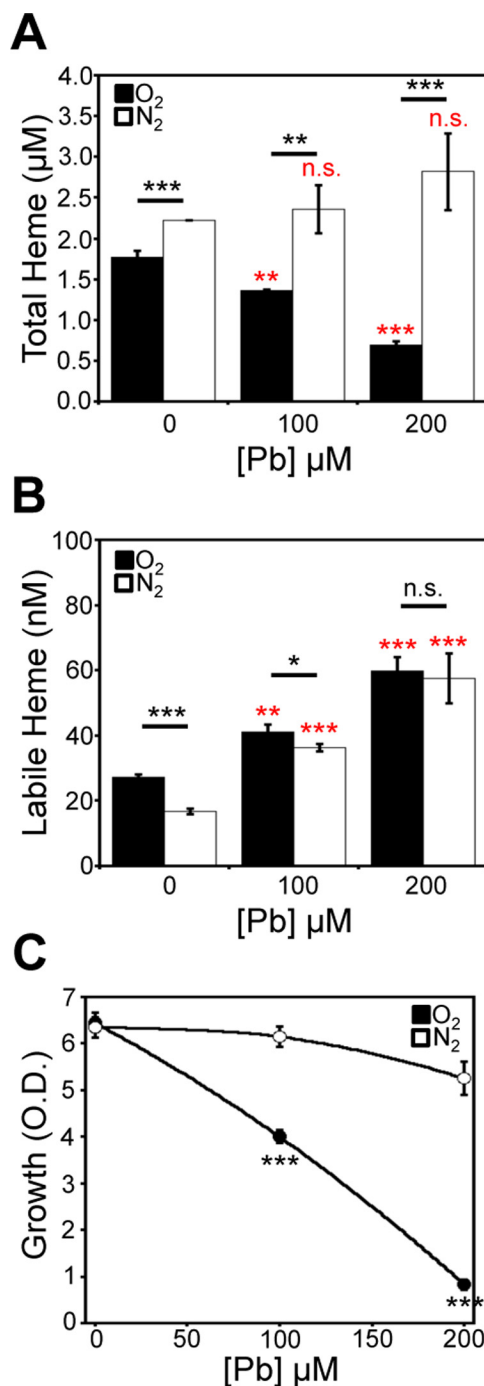 A
Total Heme (µM)
4.0
3.5
3.0
2.5
2.0
1.5
1.0
0.5
0.0
O₂
N₂
***
**
n.s.
***
n.s.
**
***
0
100
200
[Pb] µM
B
Labile Heme (nM)
100
80
60
40
20
0
O₂
N₂
***
*
n.s.
** ***
*** ***
0
100
200
[Pb] µM
C
Growth (O.D.)
7
6
5
4
3
2
1
0
O₂
N₂
***
***
0
50
100
150
200
[Pb] µM